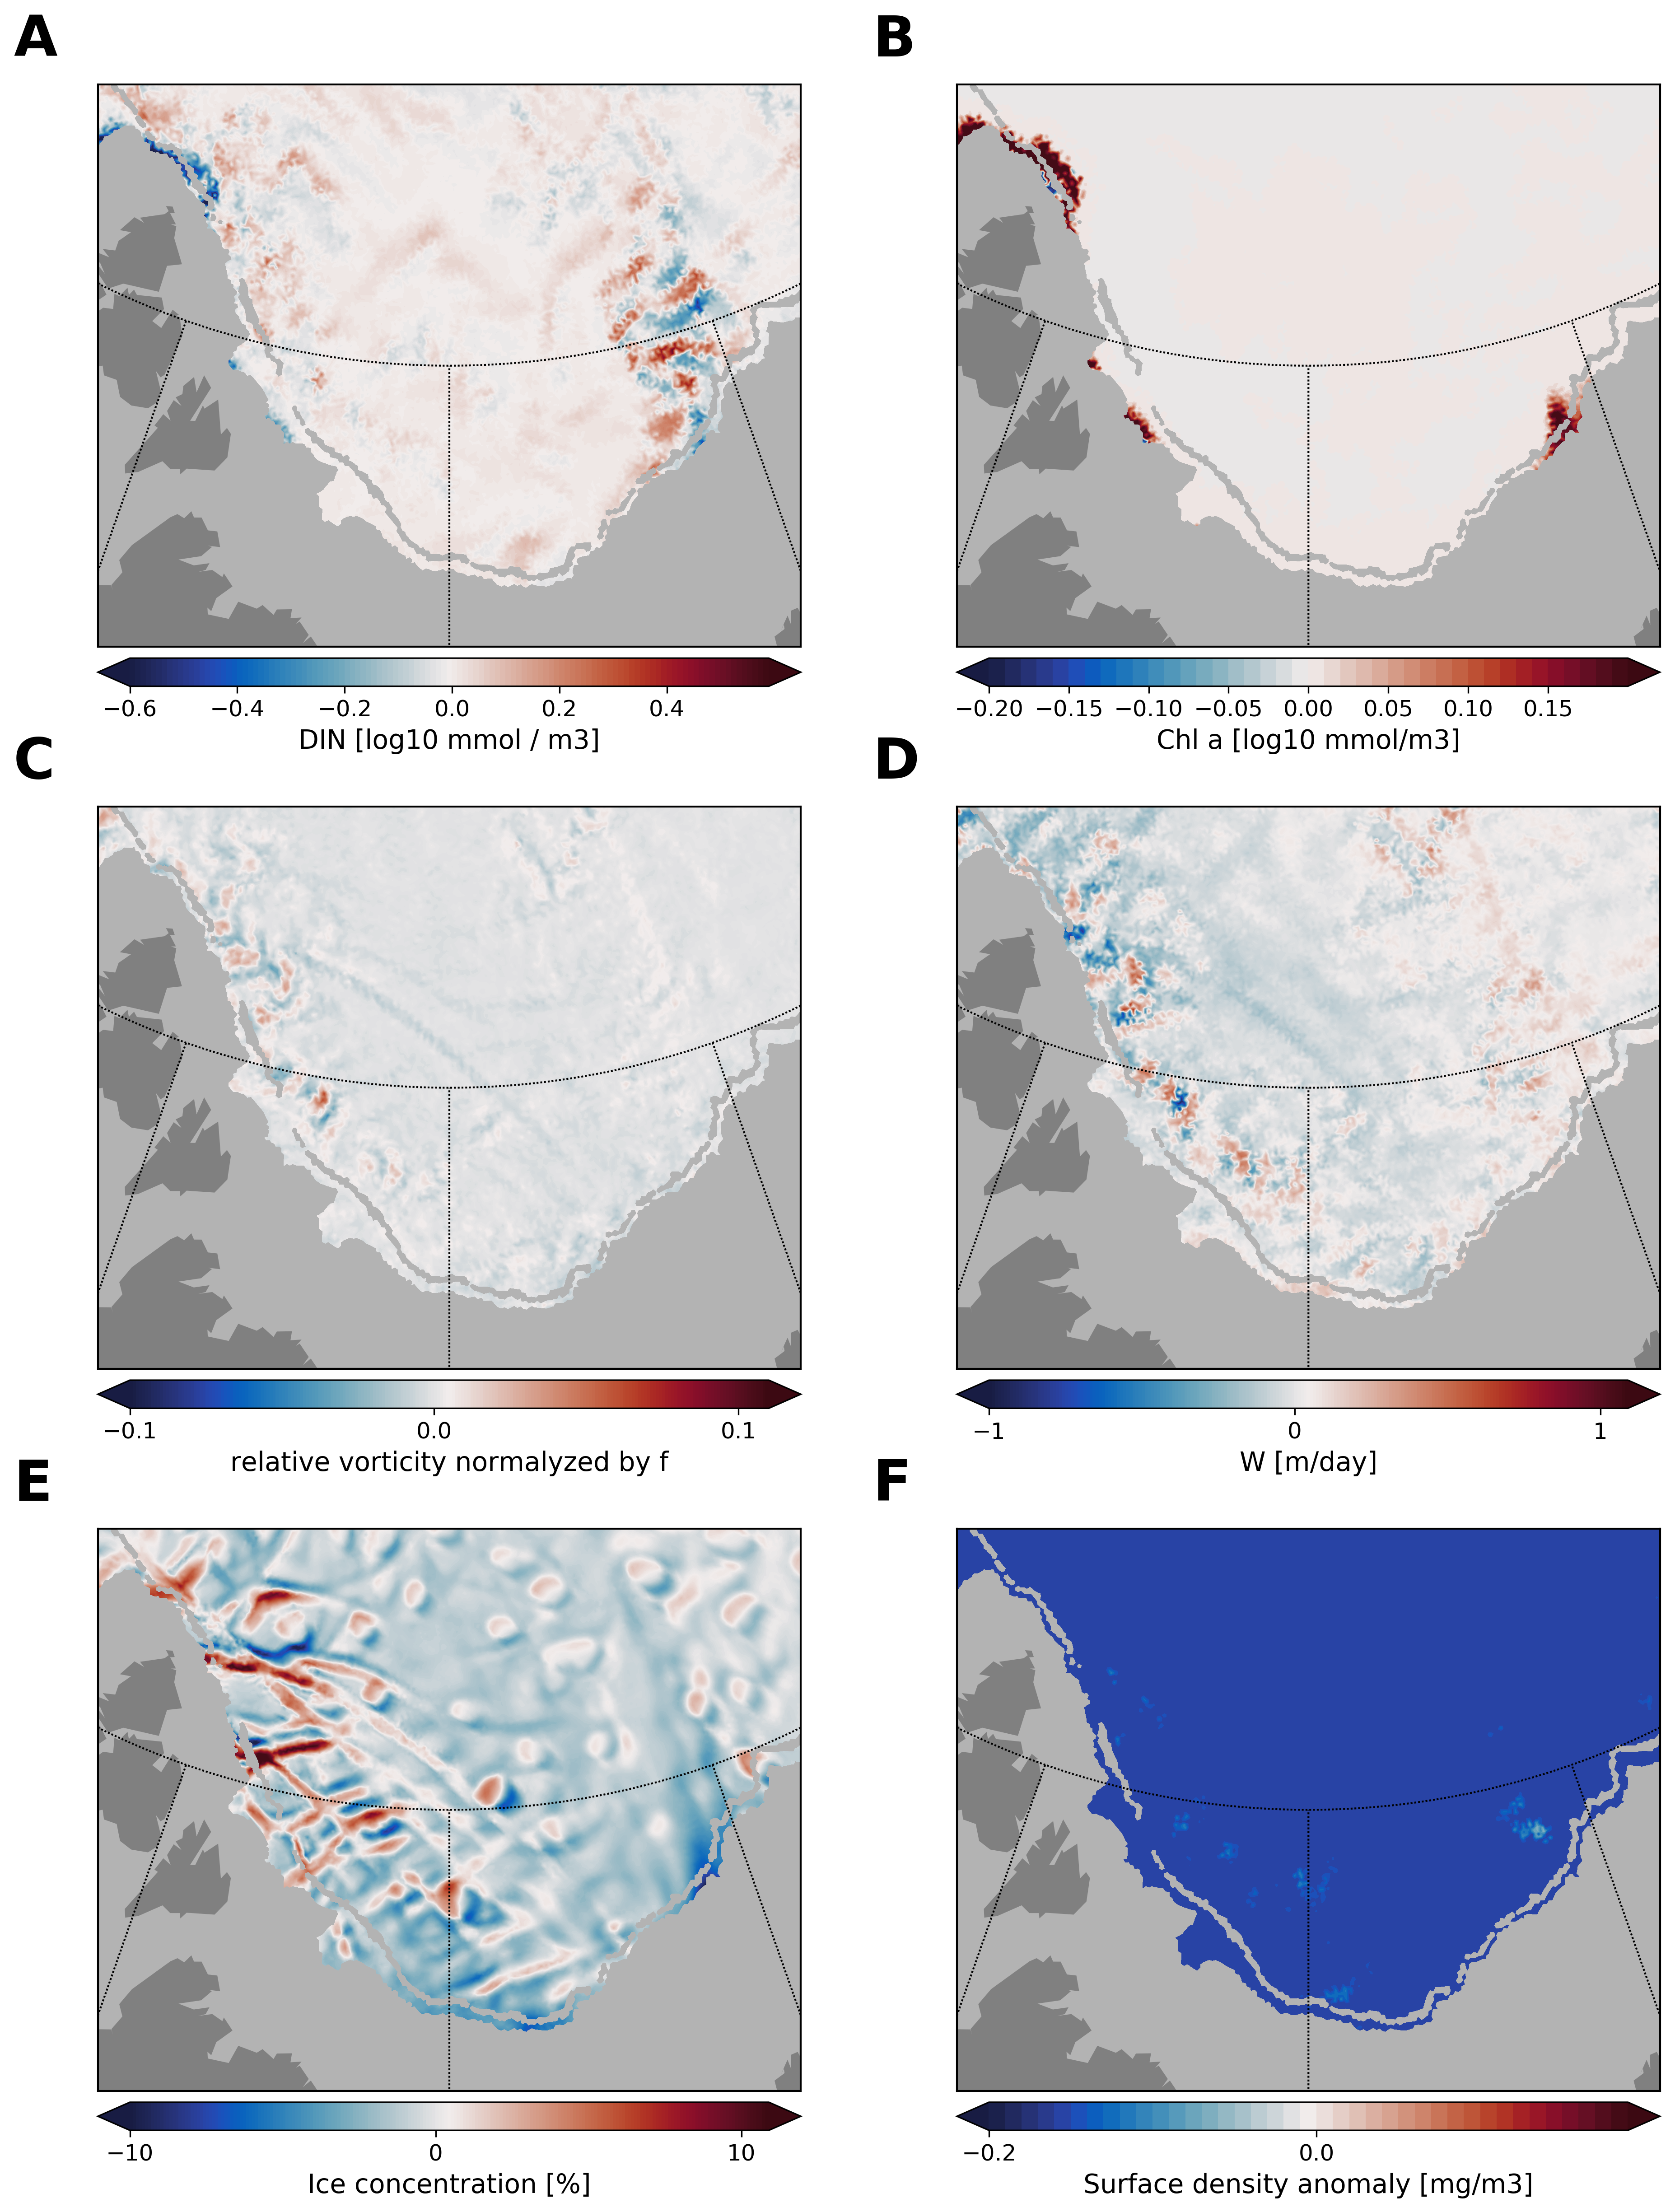 A
B
−0.6 −0.4 −0.2 0.0 0.2 0.4
DIN [log10 mmol / m3]
−0.20 −0.15 −0.10 −0.05 0.00 0.05 0.10 0.15
Chl a [log10 mmol/m3]
C
D
−0.1 0.0 0.1
relative vorticity normalyzed by f
−1 0 1
W [m/day]
E
F
−10 0 10
Ice concentration [%]
−0.2 0.0
Surface density anomaly [mg/m3]